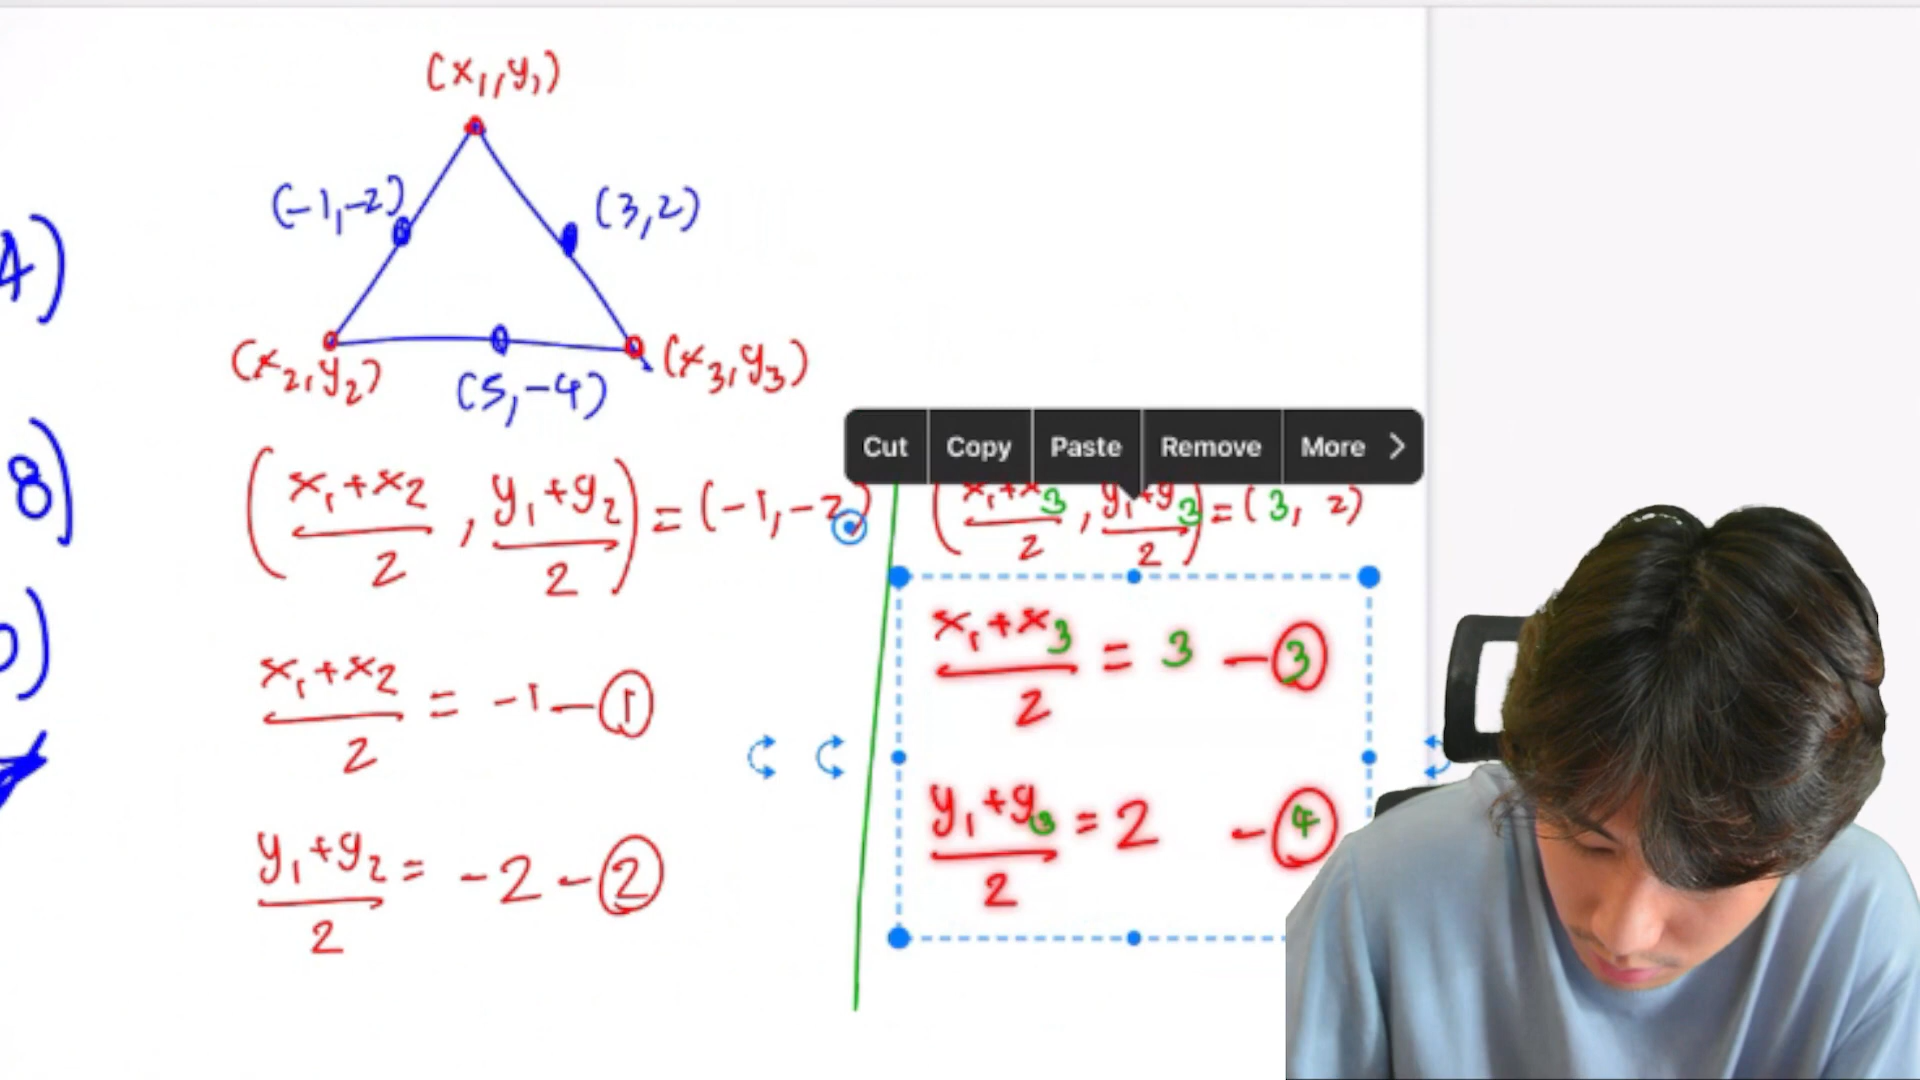 (x₁, y₁)
(-1, -2)
(3, 2)
4)
(x₂, y₂)
(5, -4)
(x₃, y₃)
Cut Copy Paste Remove More
8)
((x₁+x₂)/2, (y₁+y₂)/2) = (-1, -2)
((x₁+x₃)/2, (y₁+y₃)/2) = (3, 2)
(x₁+x₂)/2 = -1 - ①
(x₁+x₃)/2 = 3 - ③
(y₁+y₂)/2 = -2 - ②
(y₁+y₃)/2 = 2 - ④